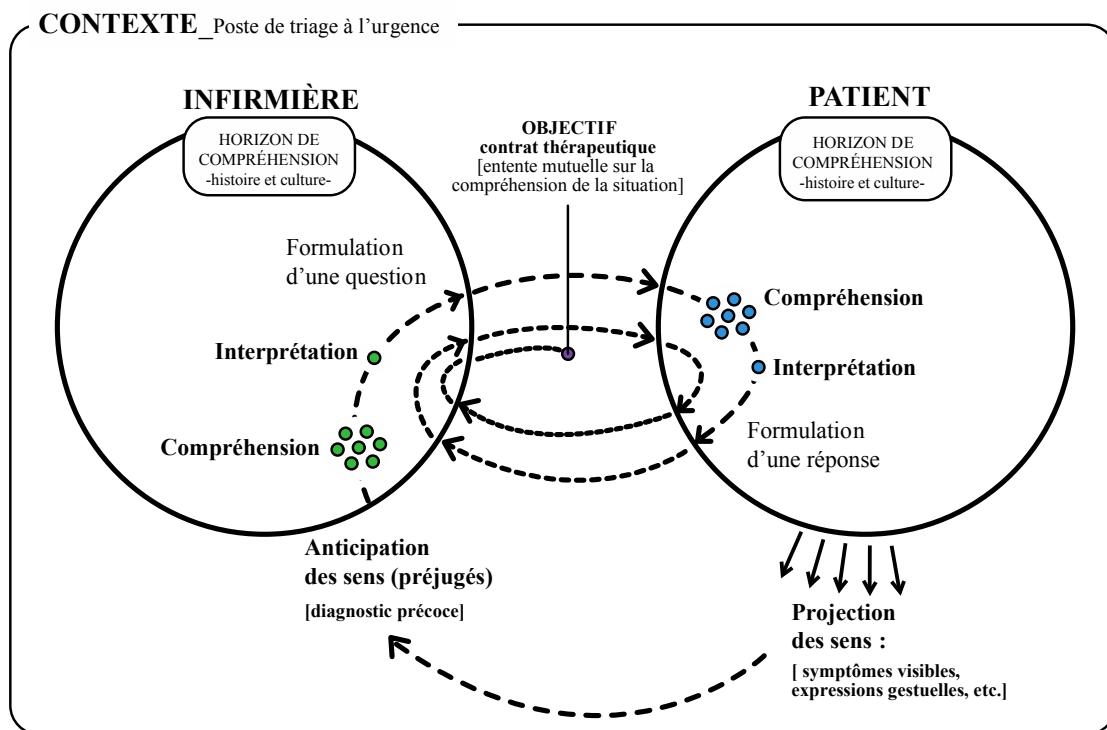 CONTEXTE_Poste de triage à l'urgence
INFIRMIÈRE
HORIZON DE
COMPRÉHENSION
-histoire et culture-
OBJECTIF
contrat thérapeutique
[entente mutuelle sur la
compréhension de la situation]
PATIENT
HORIZON DE
COMPRÉHENSION
-histoire et culture-
Formulation
d'une question
Interprétation
Compréhension
Compréhension
Interprétation
Formulation
d'une réponse
Anticipation
des sens (préjugés)
[diagnostic précoce]
Projection
des sens :
[ symptômes visibles,
expressions gestuelles, etc.]